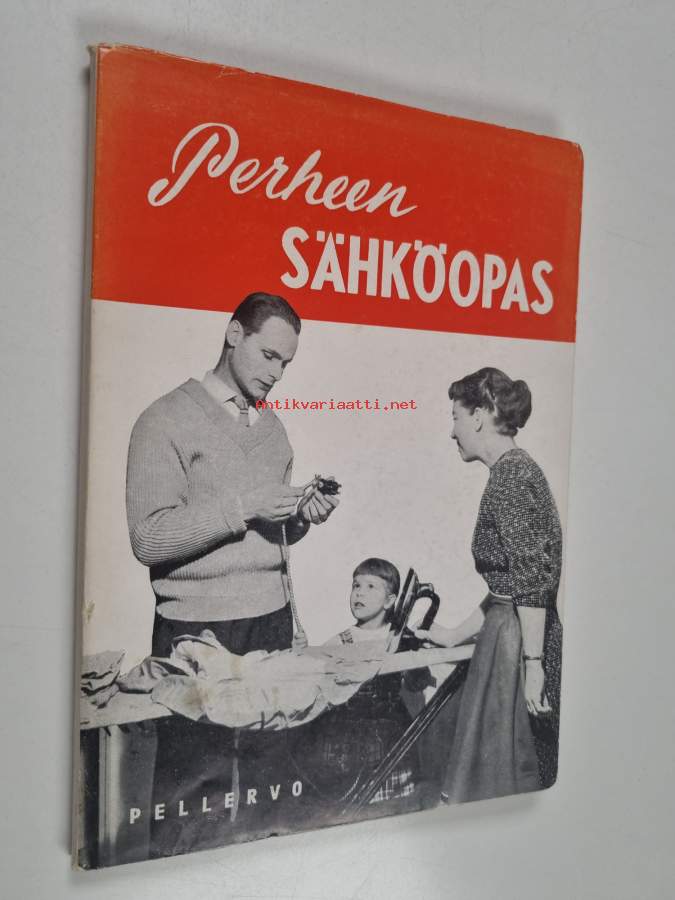 Perheen
SÄHKÖOPAS
Antikvariaatti.net
PELLERVO